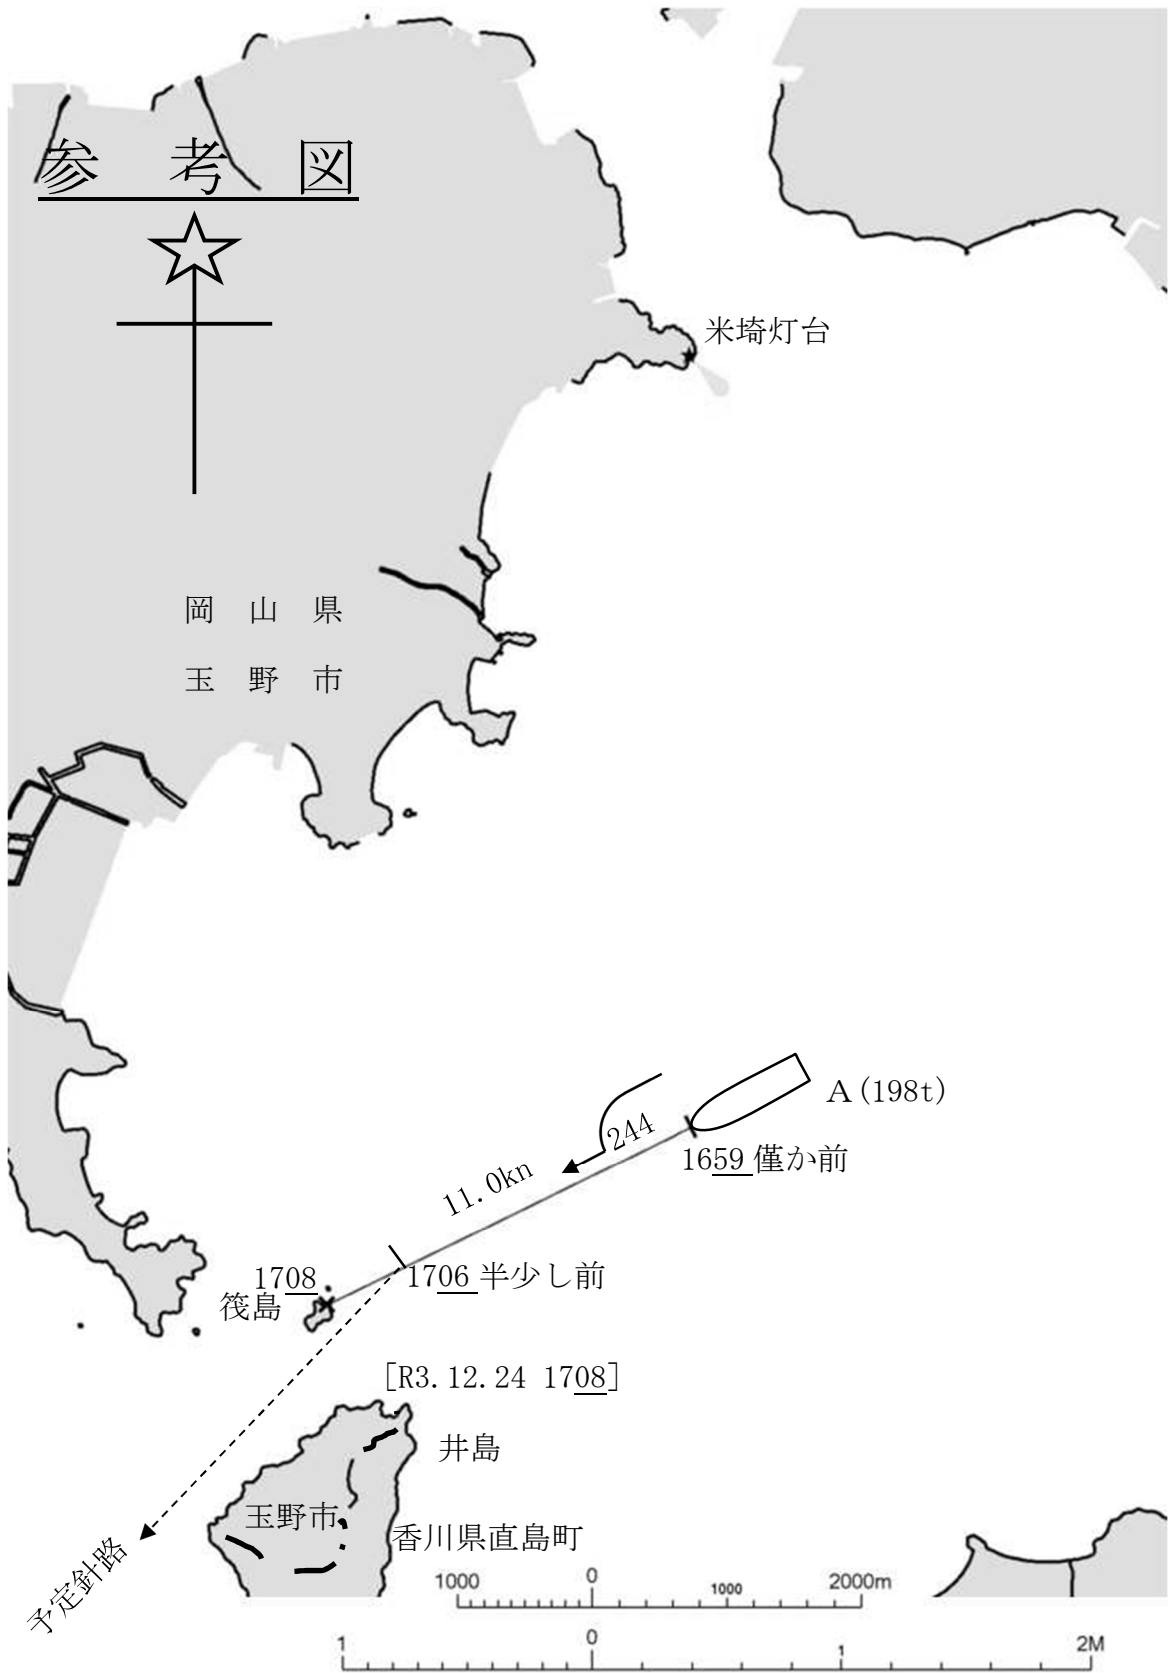 参 考 図
米埼灯台
岡 山 県
玉 野 市
A(198t)
244
1659 僅か前
11.0kn
1706 半少し前
1708
筏島
[R3.12.24 1708]
井島
玉野市
香川県直島町
予定針路
1000 0 1000 2000m
1 0 1 2M